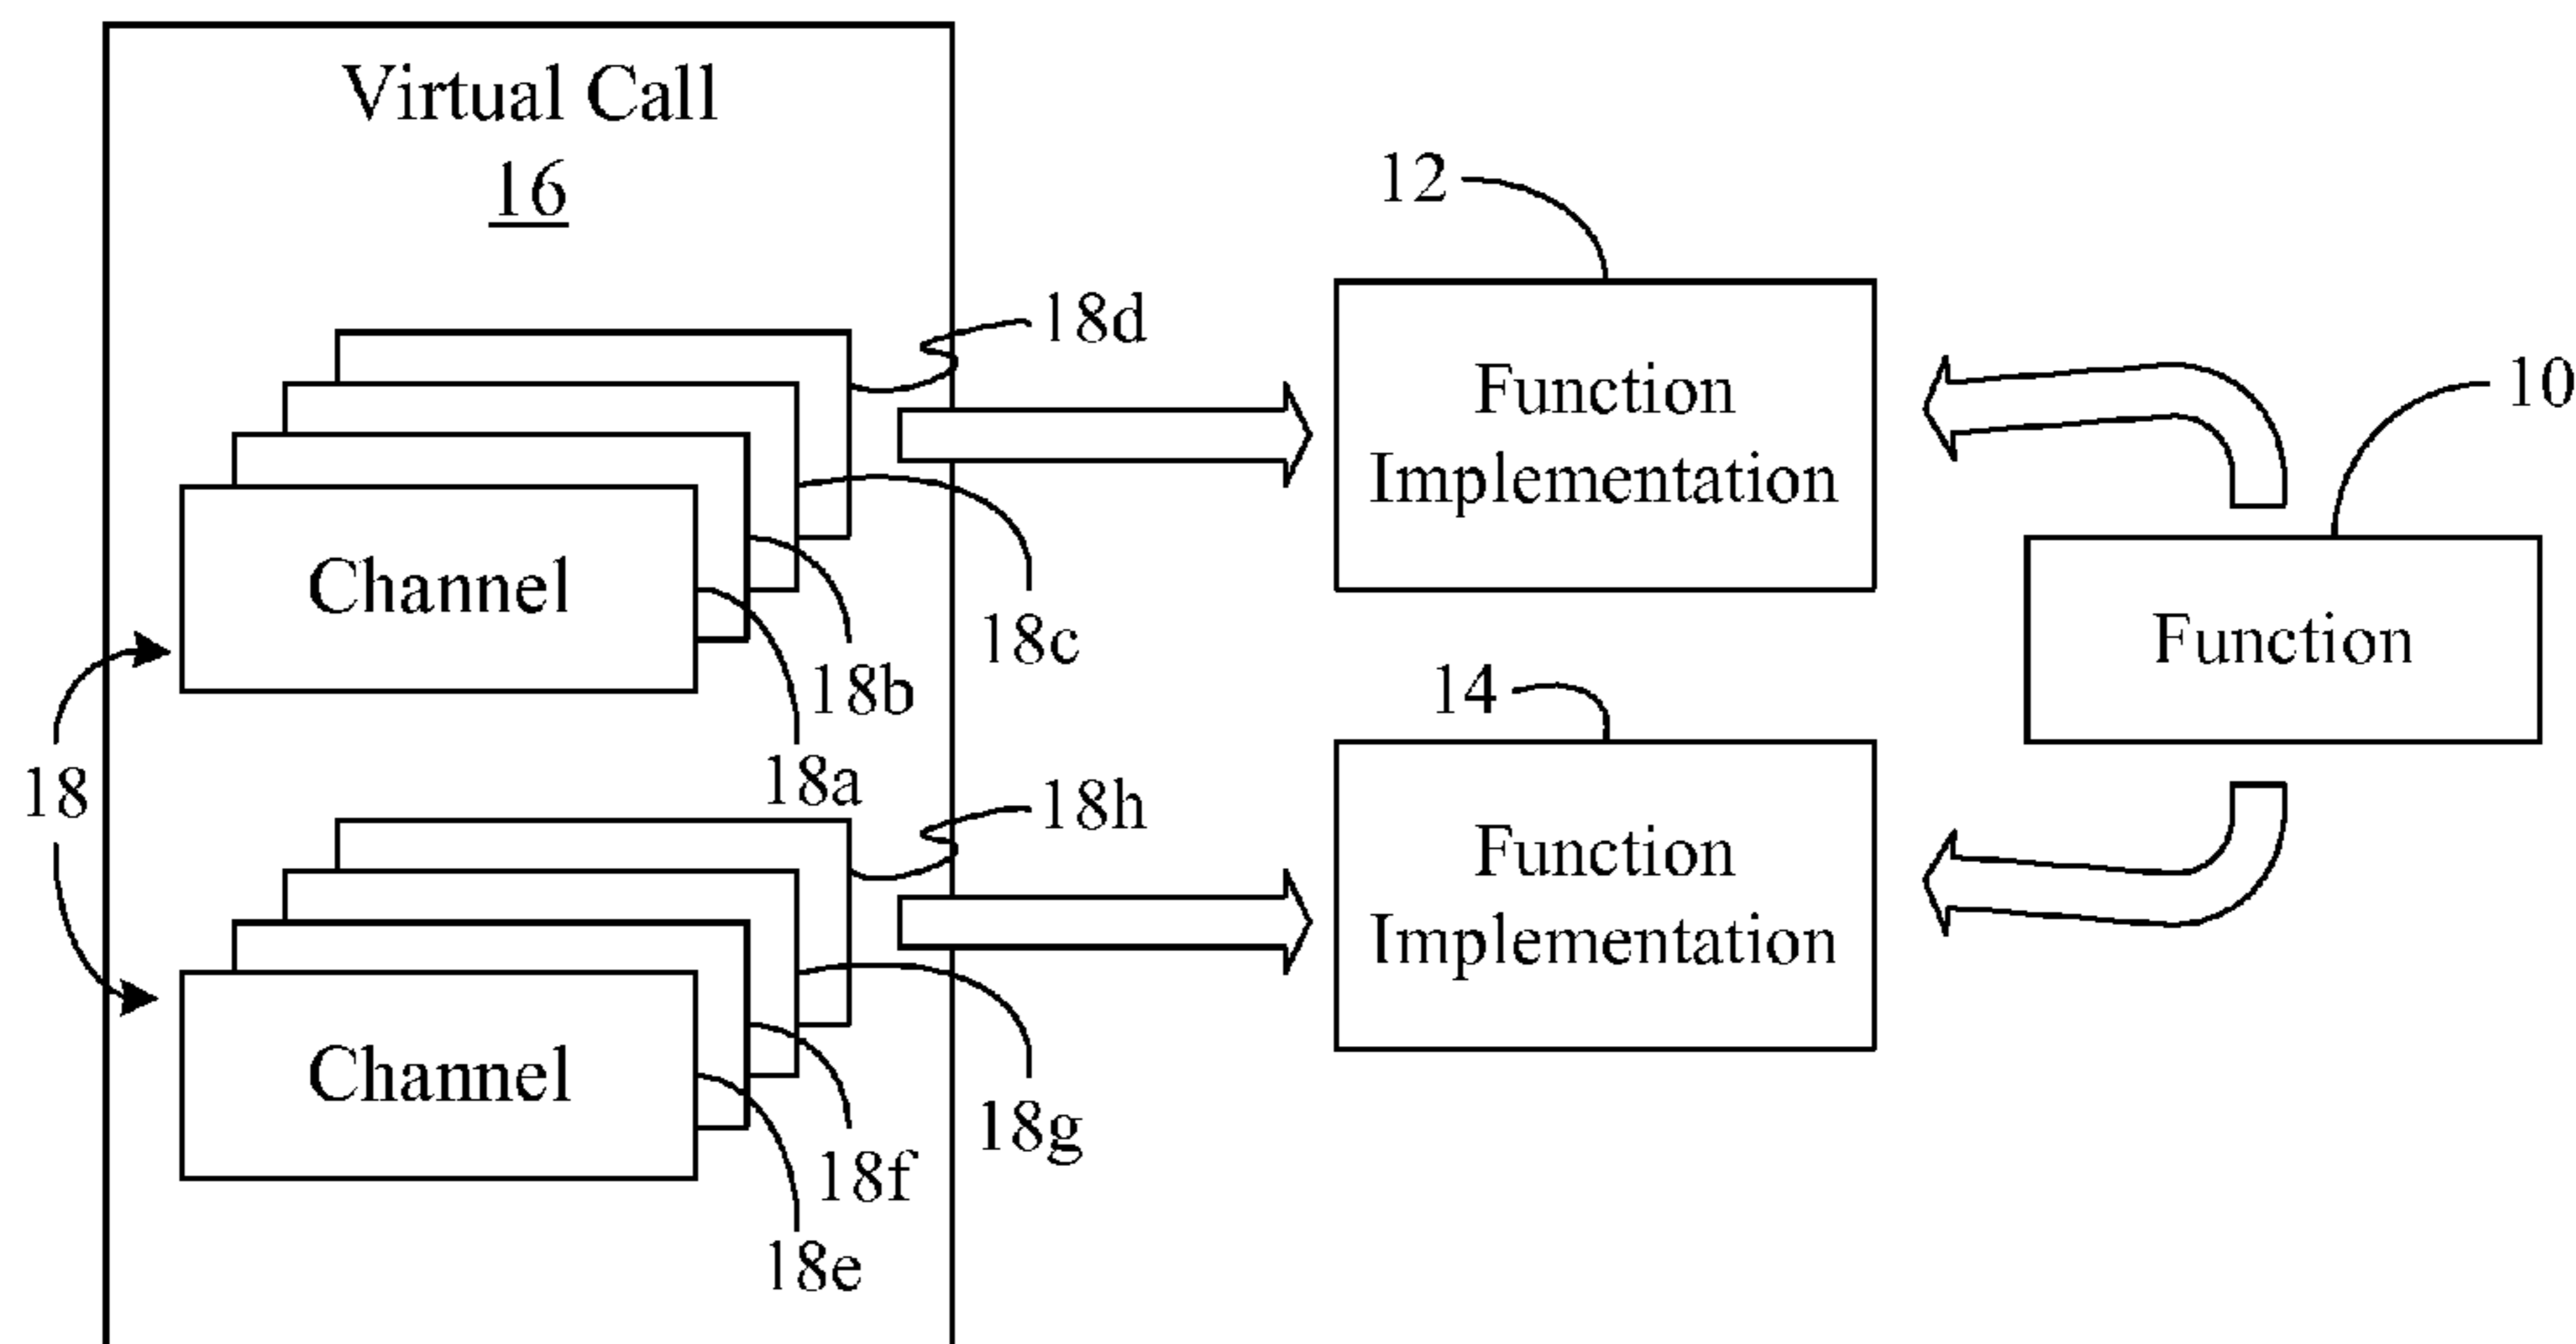 Virtual Call
16
12
18d
10
Function
Implementation
Channel
18c
Function
18b
14
18a
18
18h
Function
Implementation
Channel
18g
18f
18e